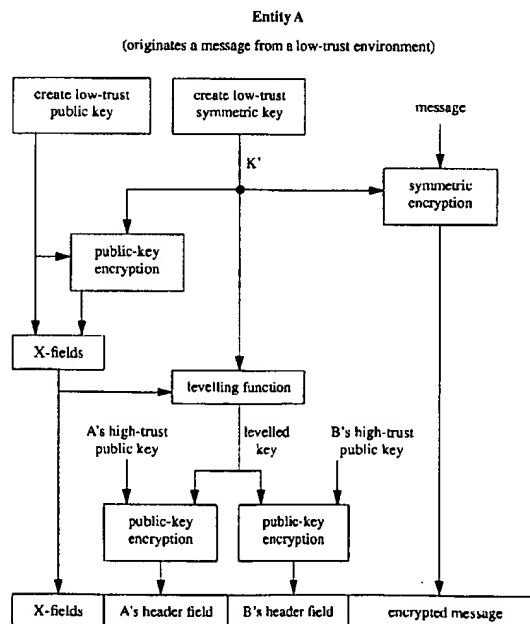 Entity A
(originates a message from a low-trust environment)
create low-trust
public key
create low-trust
symmetric key
message
K'
symmetric
encryption
public-key
encryption
X-fields
levelling function
A's high-trust
public key
levelled
key
B's high-trust
public key
public-key
encryption
public-key
encryption
X-fields
A's header field
B's header field
encrypted message